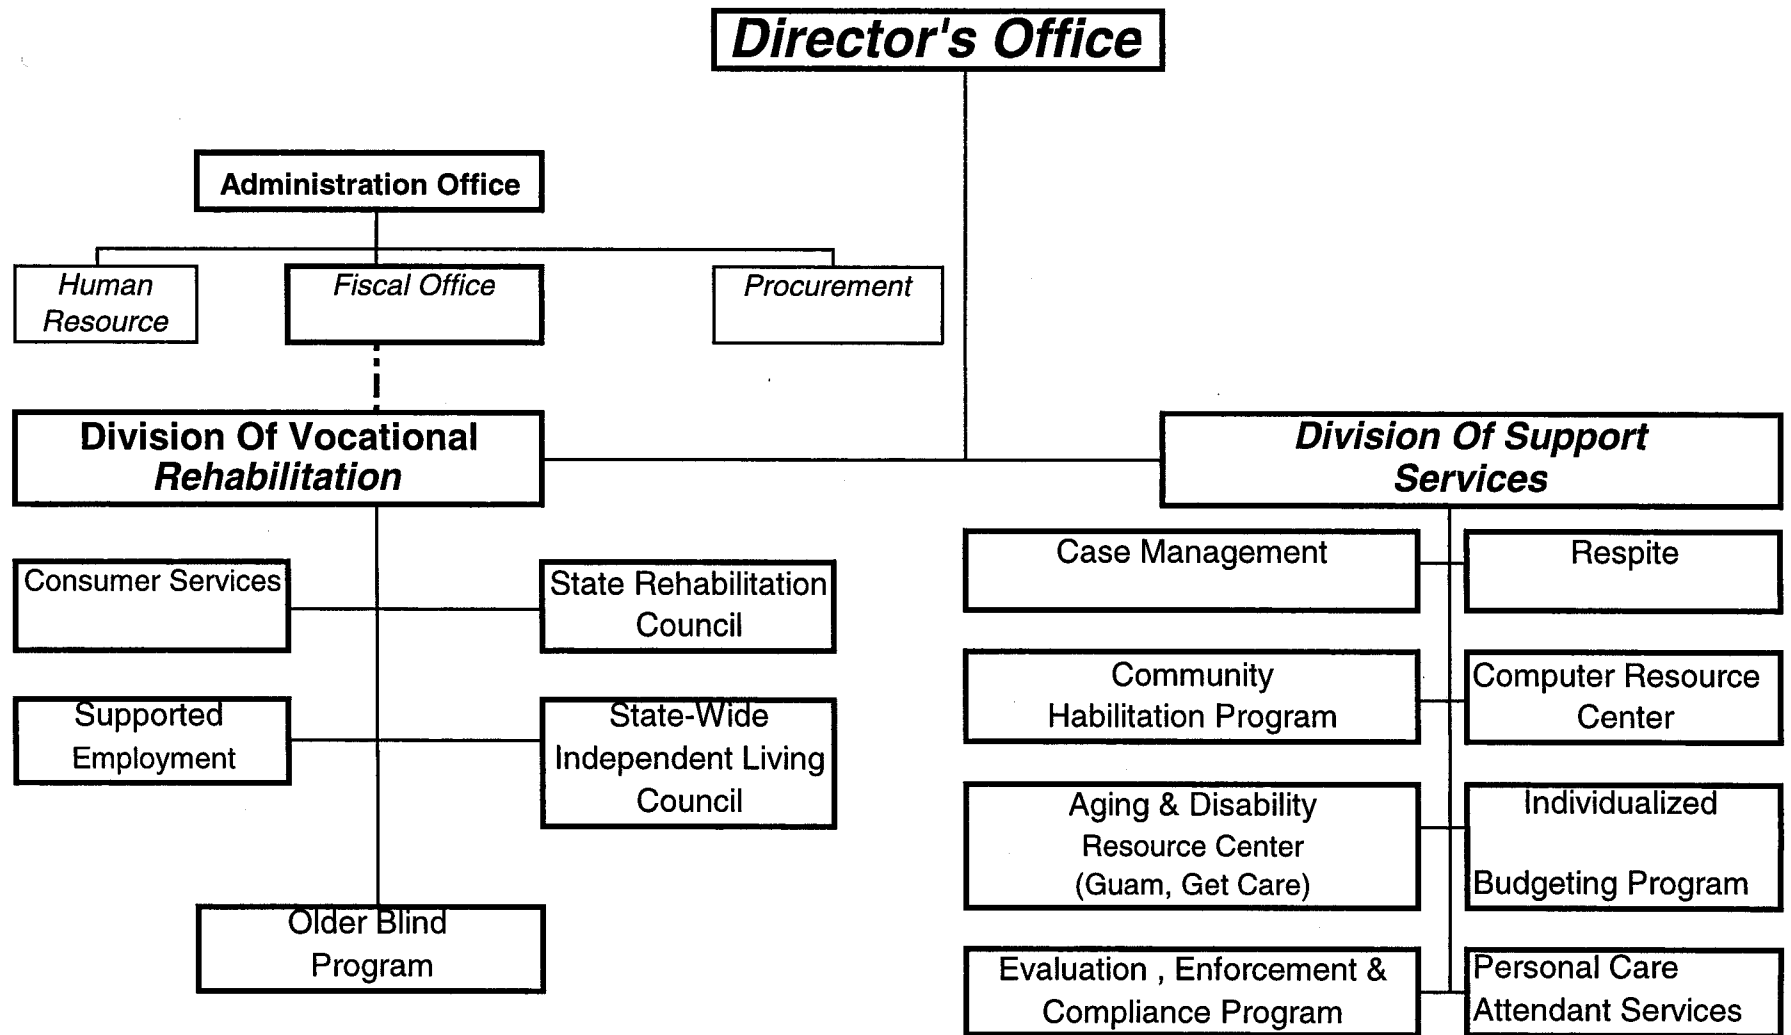 Director's Office
Administration Office
Human
Resource
Fiscal Office
Procurement
Division Of Vocational
Rehabilitation
Division Of Support
Services
Consumer Services
State Rehabilitation
Council
Supported
Employment
State-Wide
Independent Living
Council
Older Blind
Program
Case Management
Respite
Community
Habilitation Program
Computer Resource
Center
Aging & Disability
Resource Center
(Guam, Get Care)
Individualized
Budgeting Program
Evaluation , Enforcement &
Compliance Program
Personal Care
Attendant Services